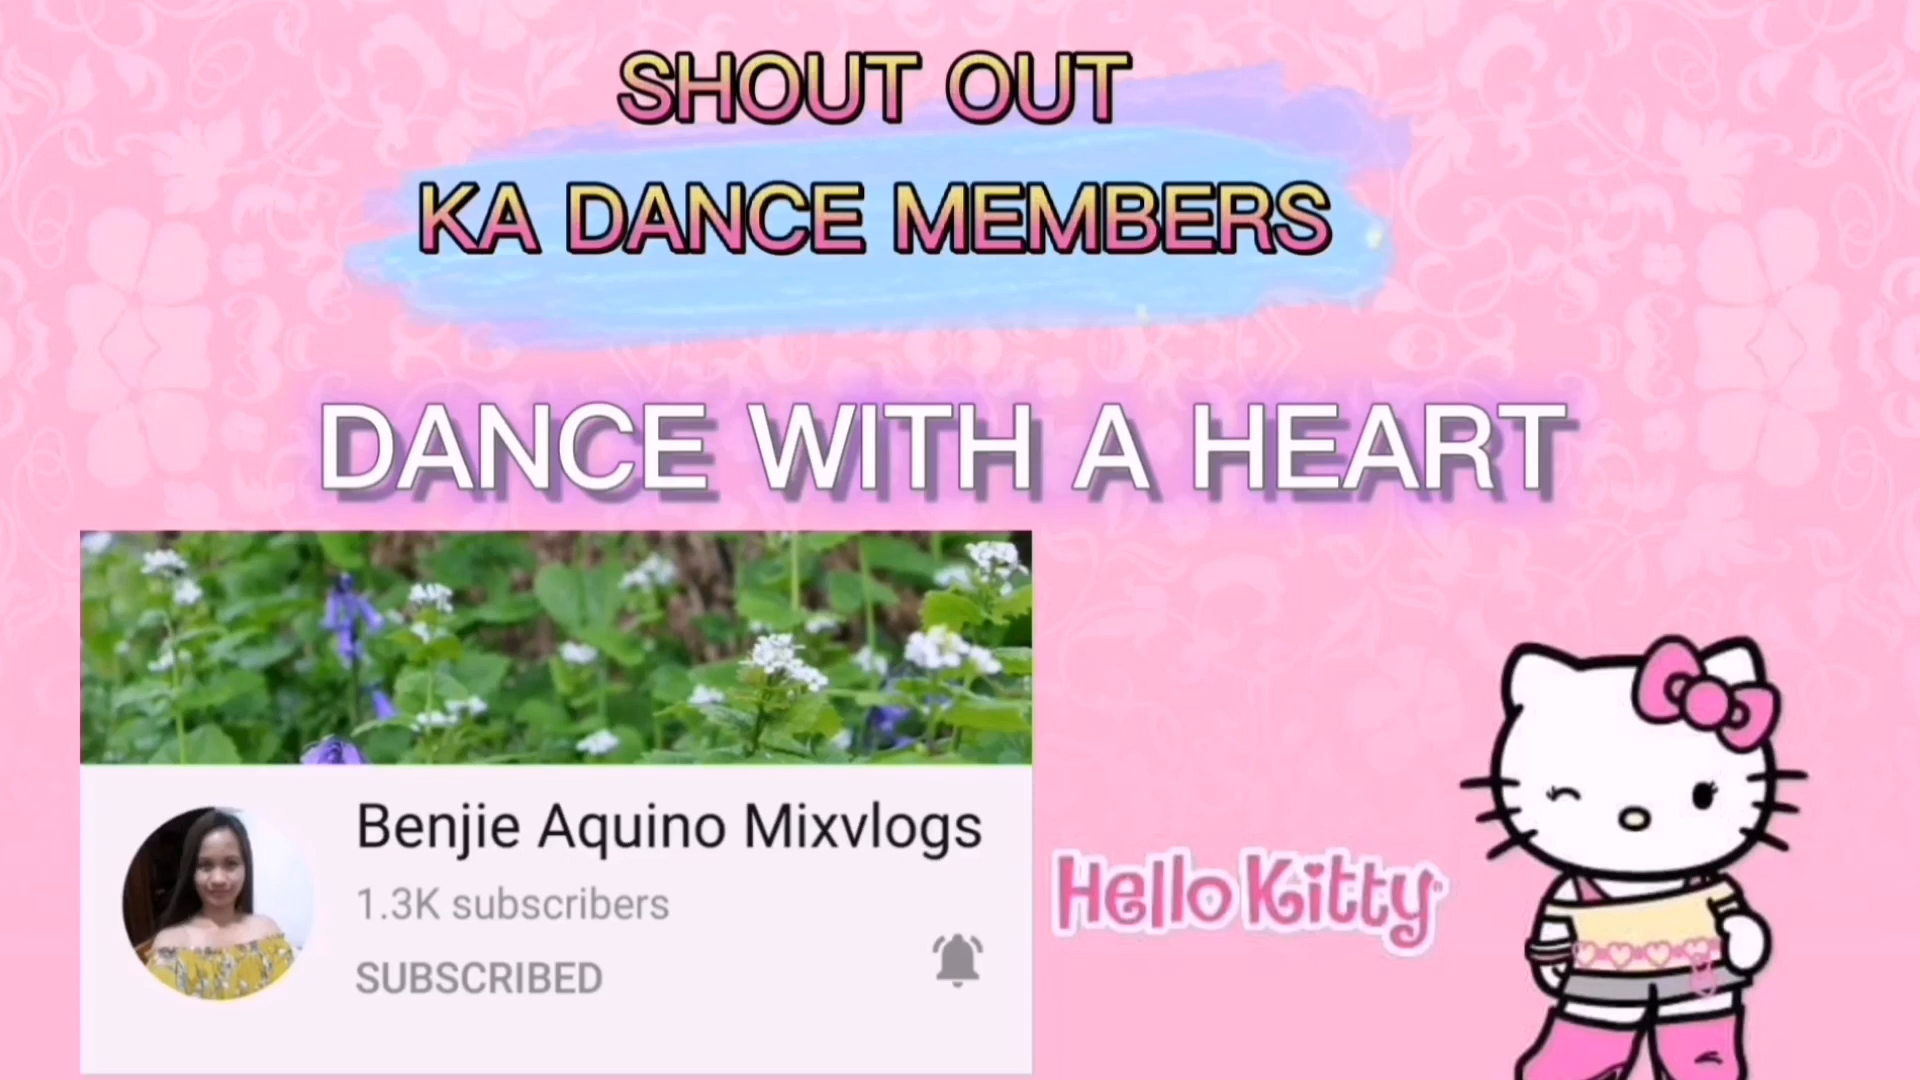 SHOUT OUT
KA DANCE MEMBERS
DANCE WITH A HEART
Benjie Aquino Mixvlogs
1.3K subscribers
SUBSCRIBED
Hello Kitty